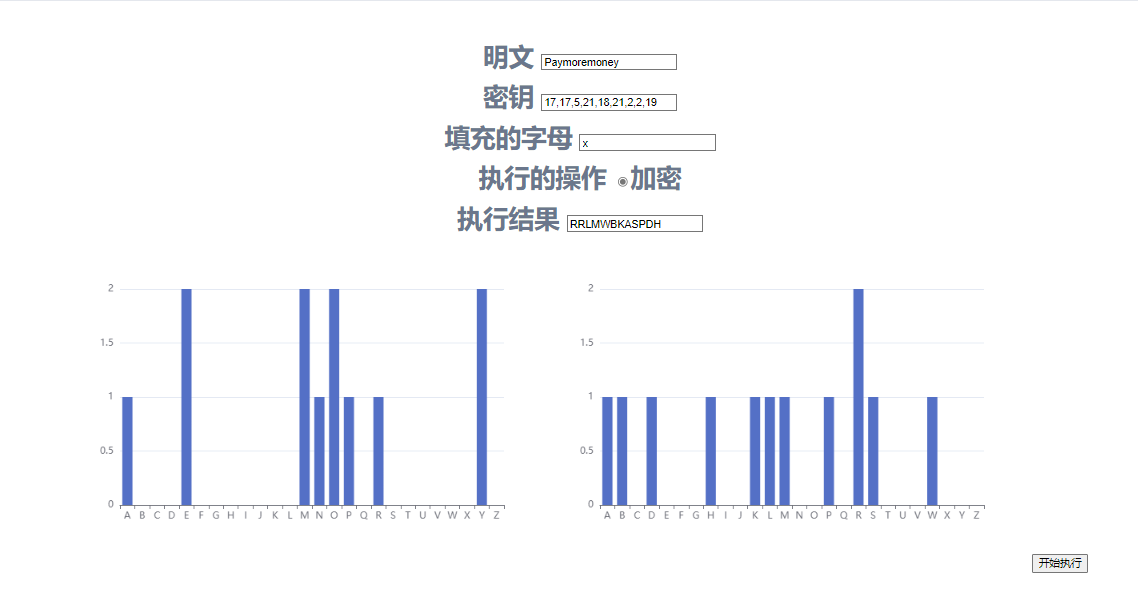 明文 Paymoremoney
密钥 17,17,5,21,18,21,2,2,19
填充的字母 x
执行的操作 加密
执行结果 RRLMWBKASPDH
2
1.5
1
0.5
0
A B C D E F G H I J K L M N O P Q R S T U V W X Y Z
2
1.5
1
0.5
0
A B C D E F G H I J K L M N O P Q R S T U V W X Y Z
开始执行